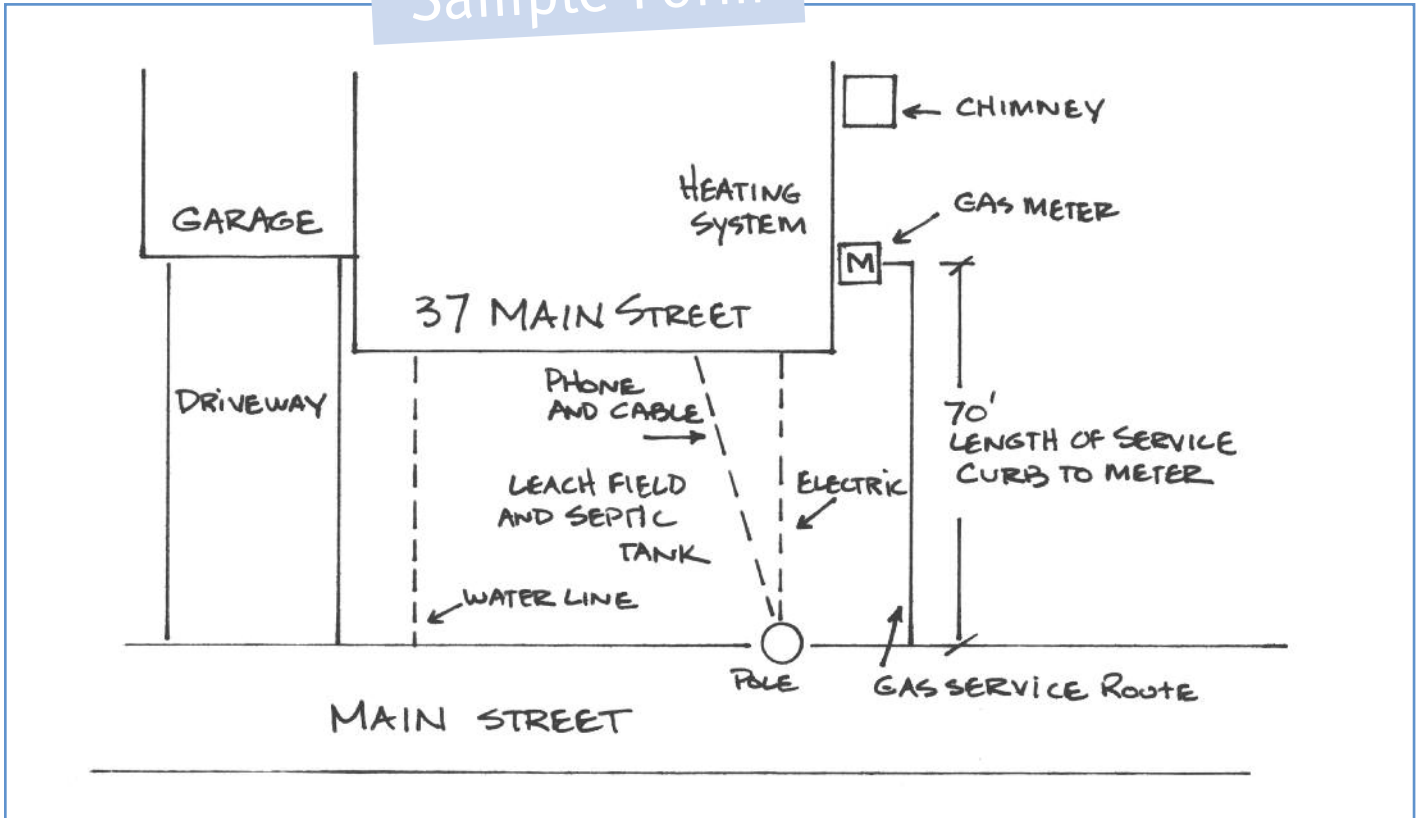 Sample Form
CHIMNEY
HEATING
SYSTEM
GAS METER
GARAGE
M
37 MAIN STREET
PHONE
AND CABLE
DRIVEWAY
70'
LENGTH OF SERVICE
CURB TO METER
LEACH FIELD
AND SEPTIC
TANK
ELECTRIC
WATER LINE
POLE
GAS SERVICE ROUTE
MAIN STREET